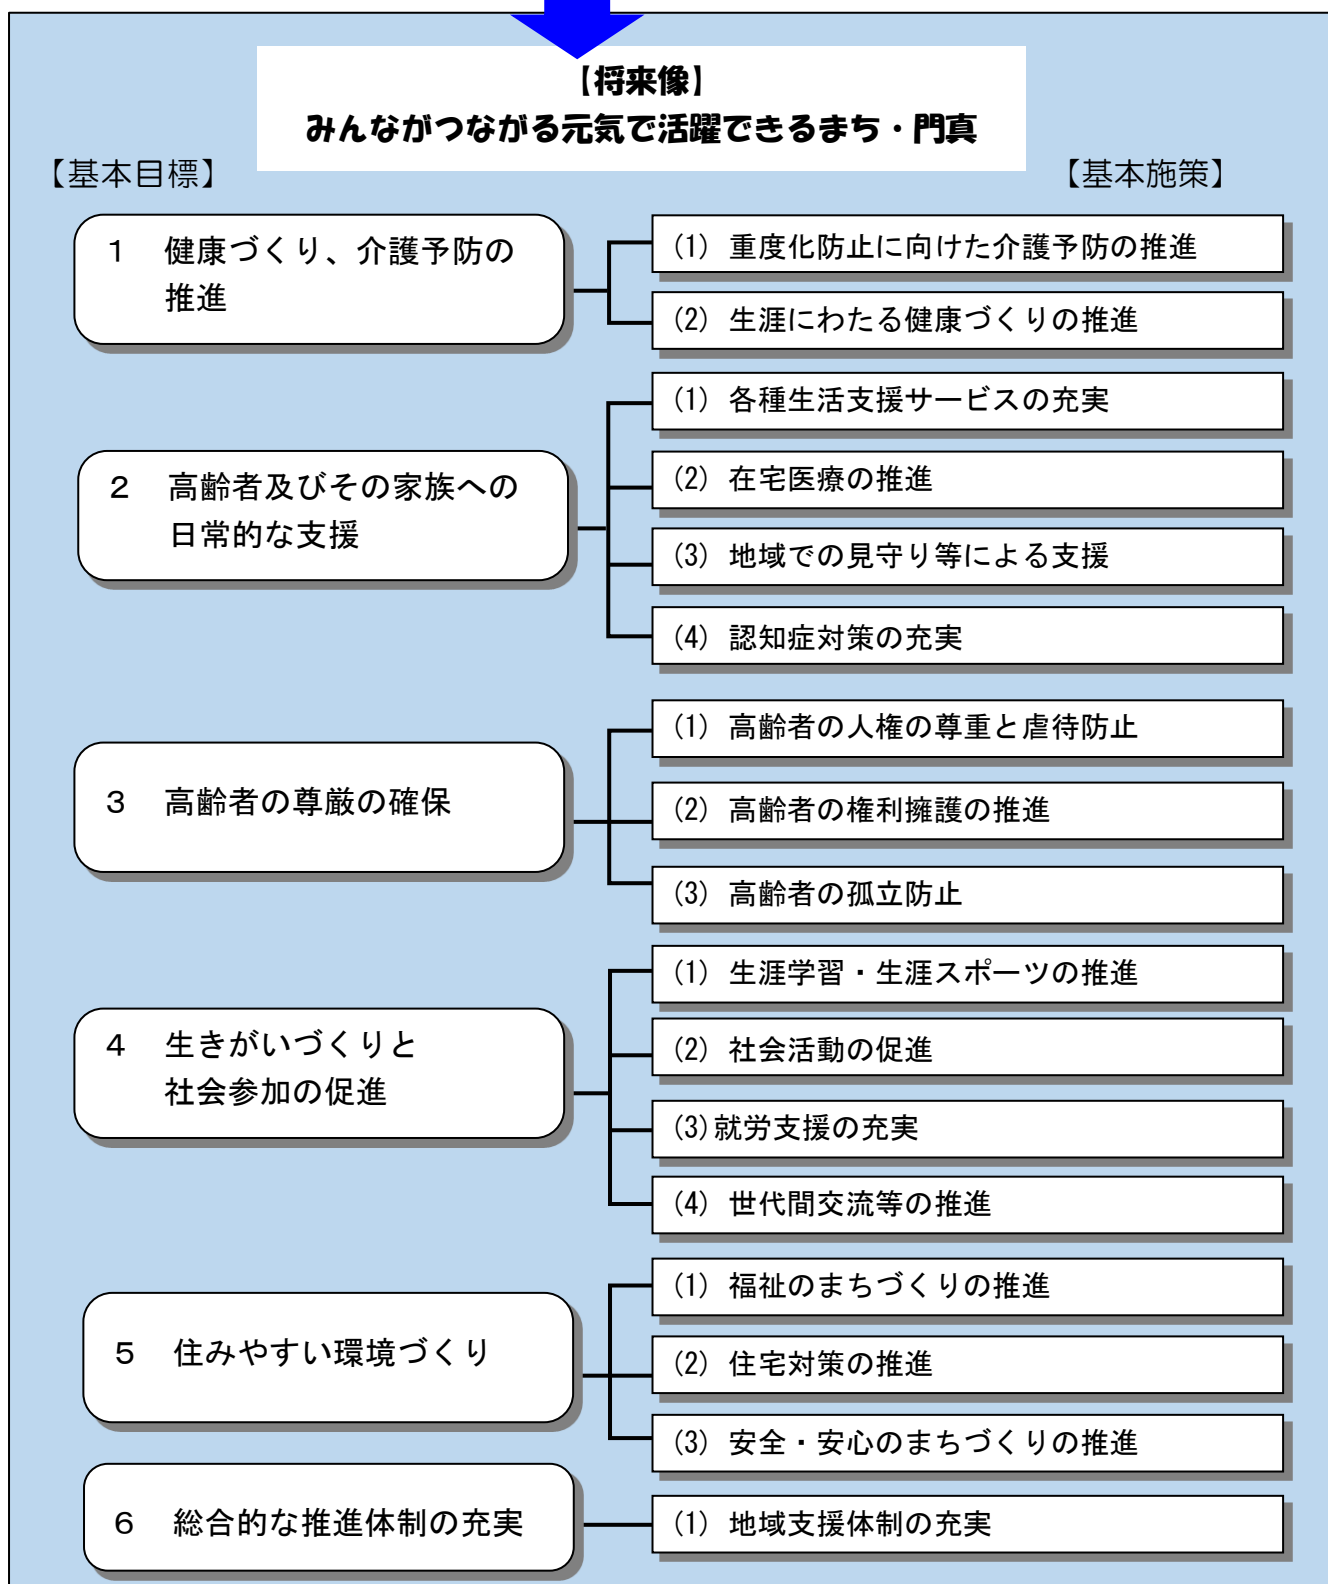 【将来像】
みんながつながる元気で活躍できるまち・門真
【基本目標】
【基本施策】
１ 健康づくり、介護予防の
推進
(1) 重度化防止に向けた介護予防の推進
(2) 生涯にわたる健康づくりの推進
２ 高齢者及びその家族への
日常的な支援
(1) 各種生活支援サービスの充実
(2) 在宅医療の推進
(3) 地域での見守り等による支援
(4) 認知症対策の充実
３ 高齢者の尊厳の確保
(1) 高齢者の人権の尊重と虐待防止
(2) 高齢者の権利擁護の推進
(3) 高齢者の孤立防止
４ 生きがいづくりと
社会参加の促進
(1) 生涯学習・生涯スポーツの推進
(2) 社会活動の促進
(3)就労支援の充実
(4) 世代間交流等の推進
５ 住みやすい環境づくり
(1) 福祉のまちづくりの推進
(2) 住宅対策の推進
(3) 安全・安心のまちづくりの推進
６ 総合的な推進体制の充実
(1) 地域支援体制の充実